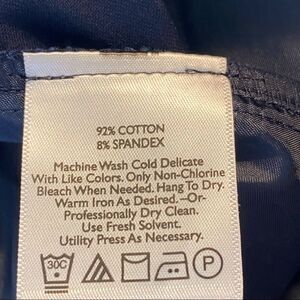 92% COTTON
8% SPANDEX
Machine Wash Cold Delicate
With Like Colors. Only Non-Chlorine
Bleach When Needed. Hang To Dry.
Warm Iron As Desired. -Or-
Professionally Dry Clean.
Use Fresh Solvent.
Utility Press As Necessary.
30C P